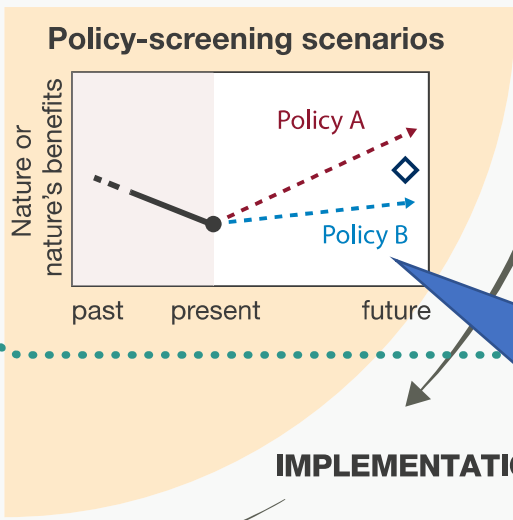 Policy-screening scenarios
Nature or
nature's benefits
Policy A
Policy B
past present future
IMPLEMENTATIO